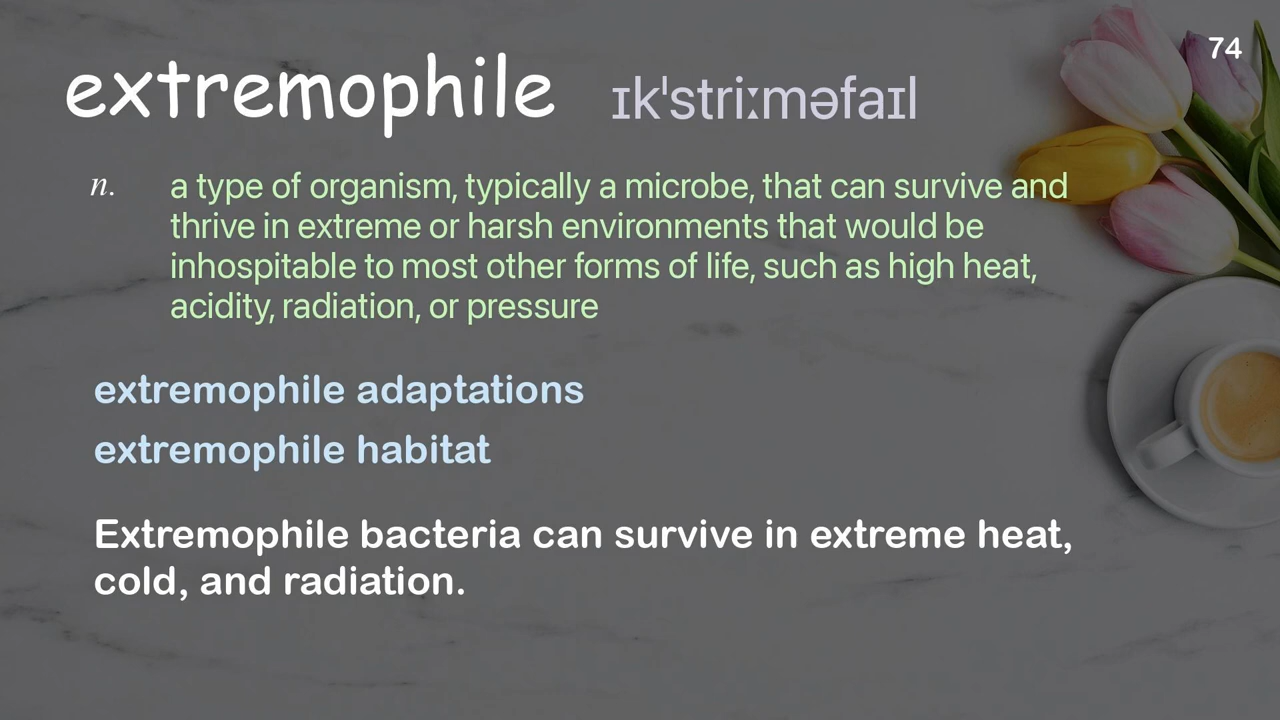 74
extremophile ɪkˈstriːməfaɪl
n. a type of organism, typically a microbe, that can survive and
thrive in extreme or harsh environments that would be
inhospitable to most other forms of life, such as high heat,
acidity, radiation, or pressure
extremophile adaptations
extremophile habitat
Extremophile bacteria can survive in extreme heat,
cold, and radiation.